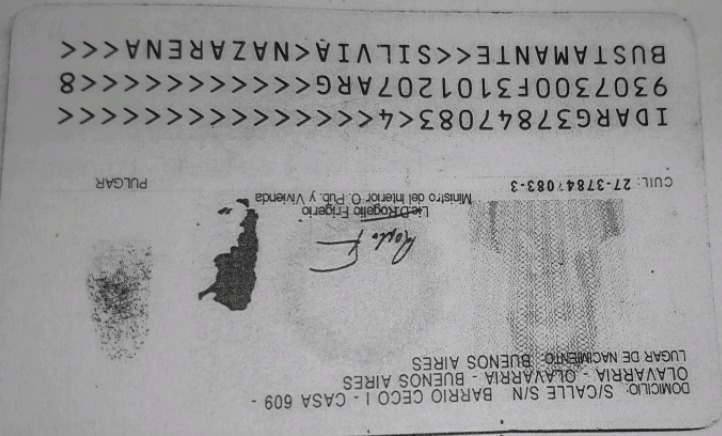 DOMICILIO: S/CALLE S/N BARRIO CECO I - CASA 609 -
OLAVARRIA - OLAVARRIA - BUENOS AIRES
LUGAR DE NACIMIENTO: BUENOS AIRES
Lic. Rogelio Frigerio
Ministro del Interior O. Pub. y Vivienda
CUIL: 27-37847083-3
PULGAR
IDARG37847083<4<<<<<<<<<<<<<<<
9307300F3101207ARG<<<<<<<<<<<8
BUSTAMANTE<<SILVIA<NAZARENA<<<